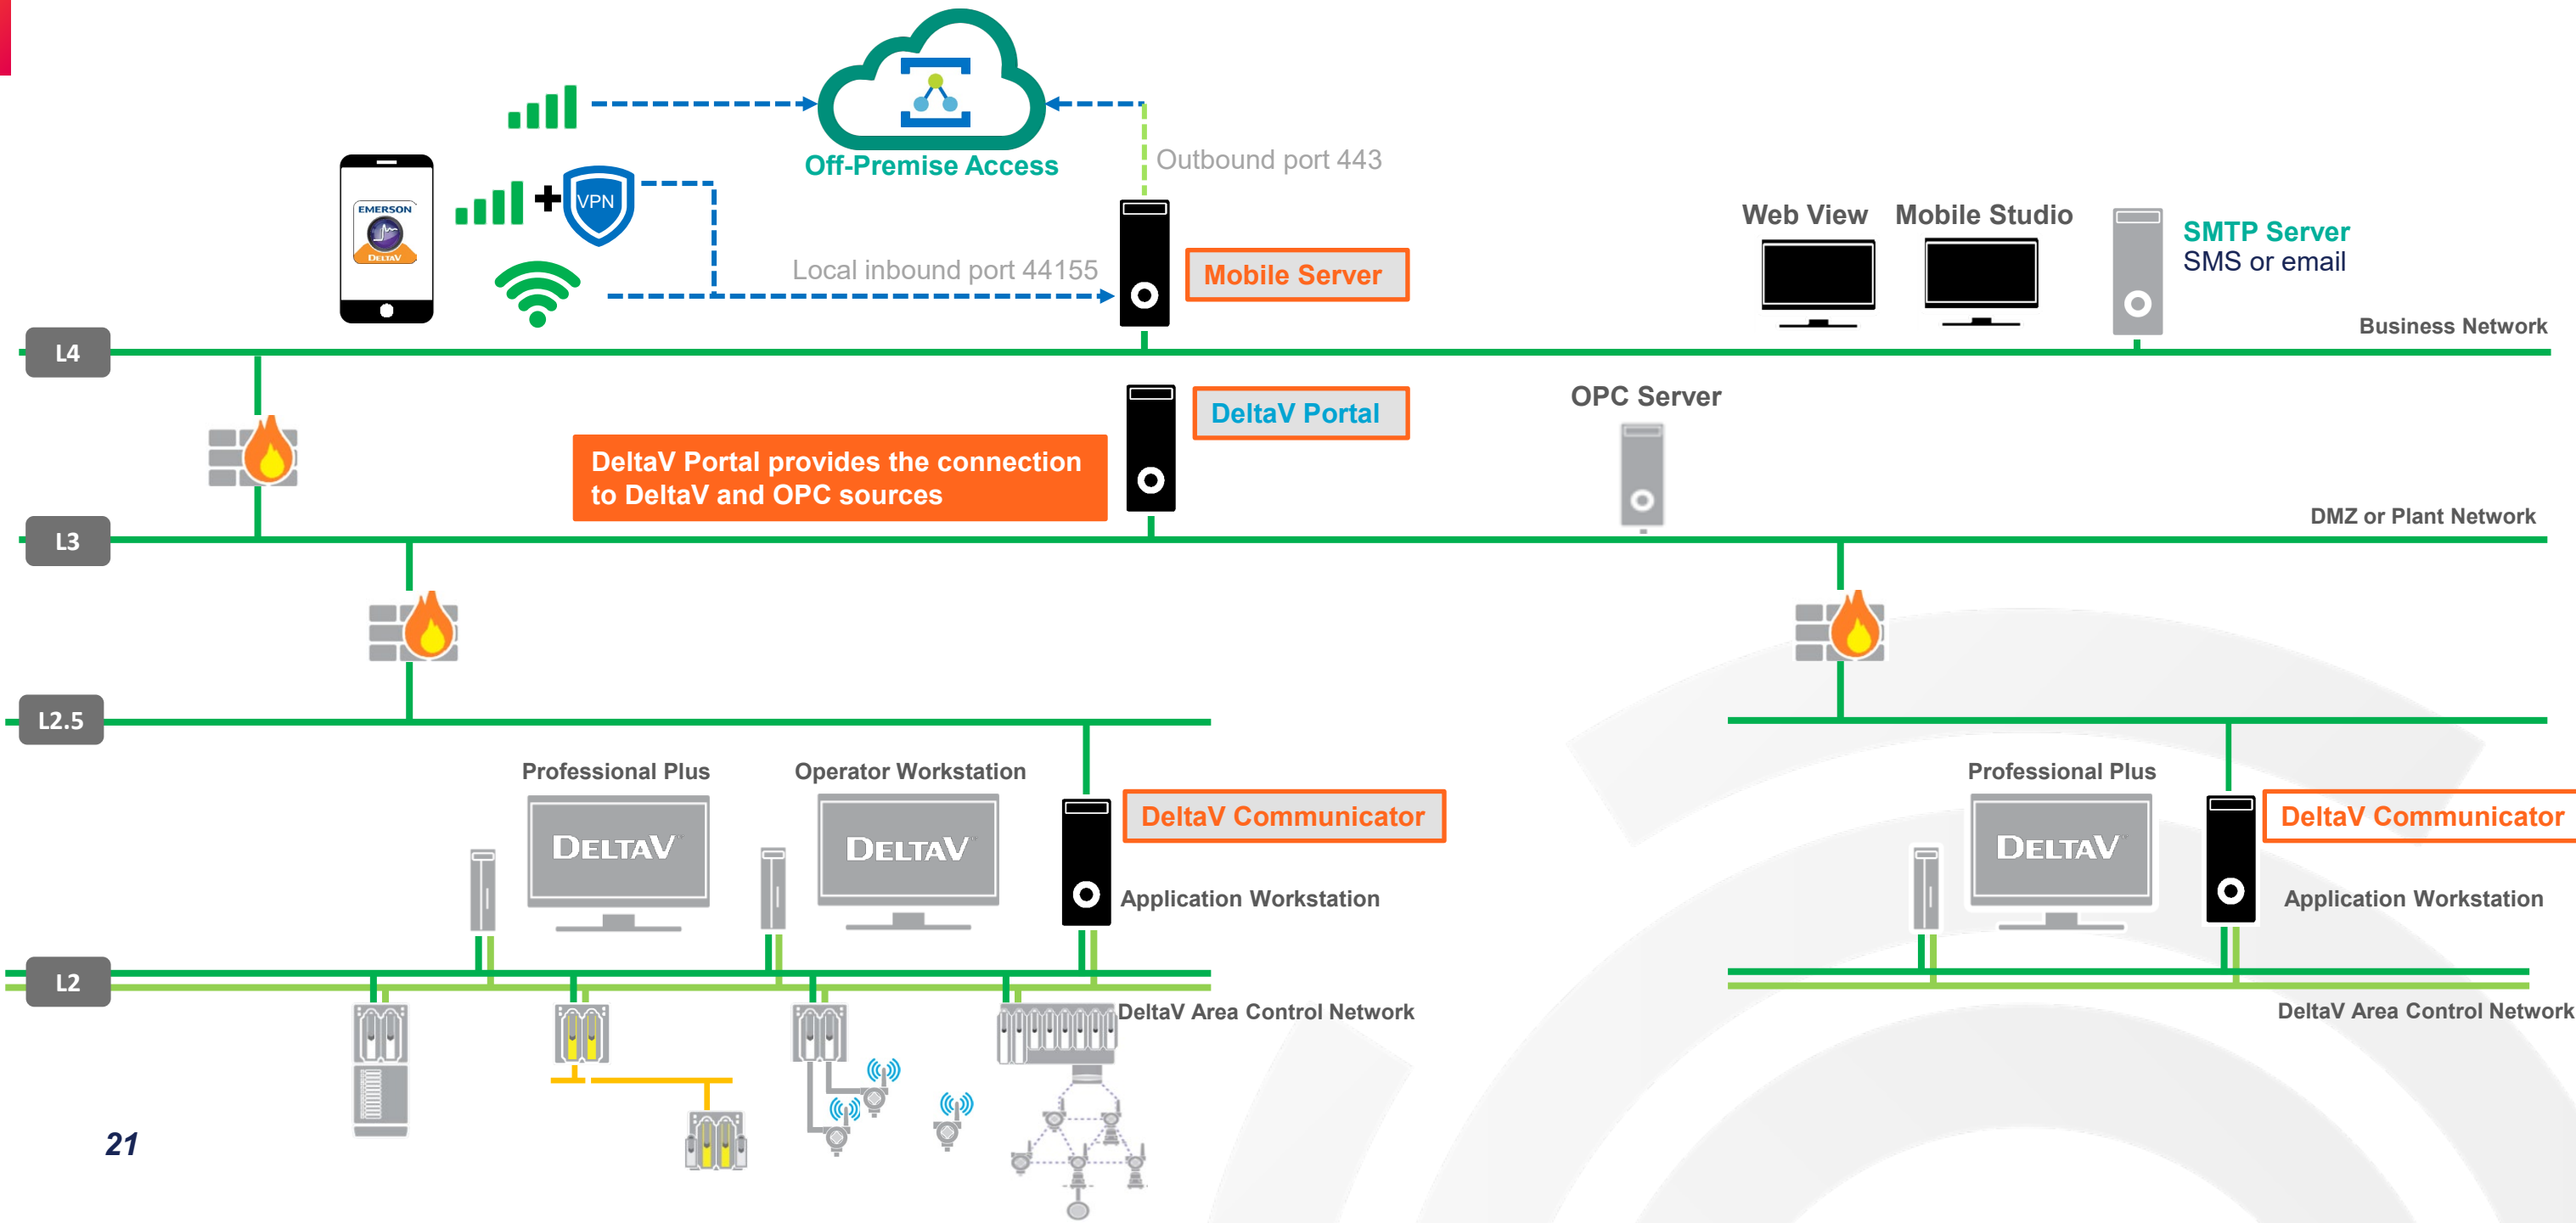 Off-Premise Access
Outbound port 443
EMERSON
DELTAV
VPN
Local inbound port 44155
Mobile Server
Web View
Mobile Studio
SMTP Server
SMS or email
Business Network
L4
DeltaV Portal
OPC Server
DeltaV Portal provides the connection
to DeltaV and OPC sources
DMZ or Plant Network
L3
L2.5
Professional Plus
Operator Workstation
DELTAV
DELTAV
DeltaV Communicator
Application Workstation
Professional Plus
DELTAV
DeltaV Communicator
Application Workstation
L2
DeltaV Area Control Network
DeltaV Area Control Network
21